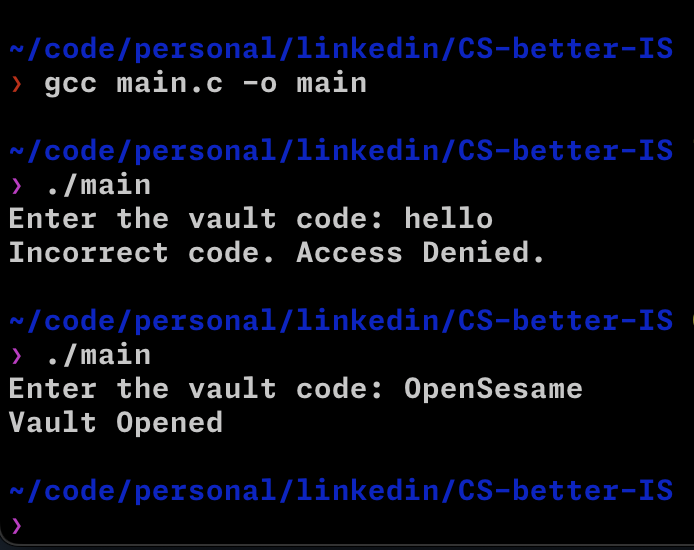 ~/code/personal/linkedin/CS-better-IS
❯ gcc main.c -o main
~/code/personal/linkedin/CS-better-IS
❯ ./main
Enter the vault code: hello
Incorrect code. Access Denied.
~/code/personal/linkedin/CS-better-IS
❯ ./main
Enter the vault code: OpenSesame
Vault Opened
~/code/personal/linkedin/CS-better-IS
❯